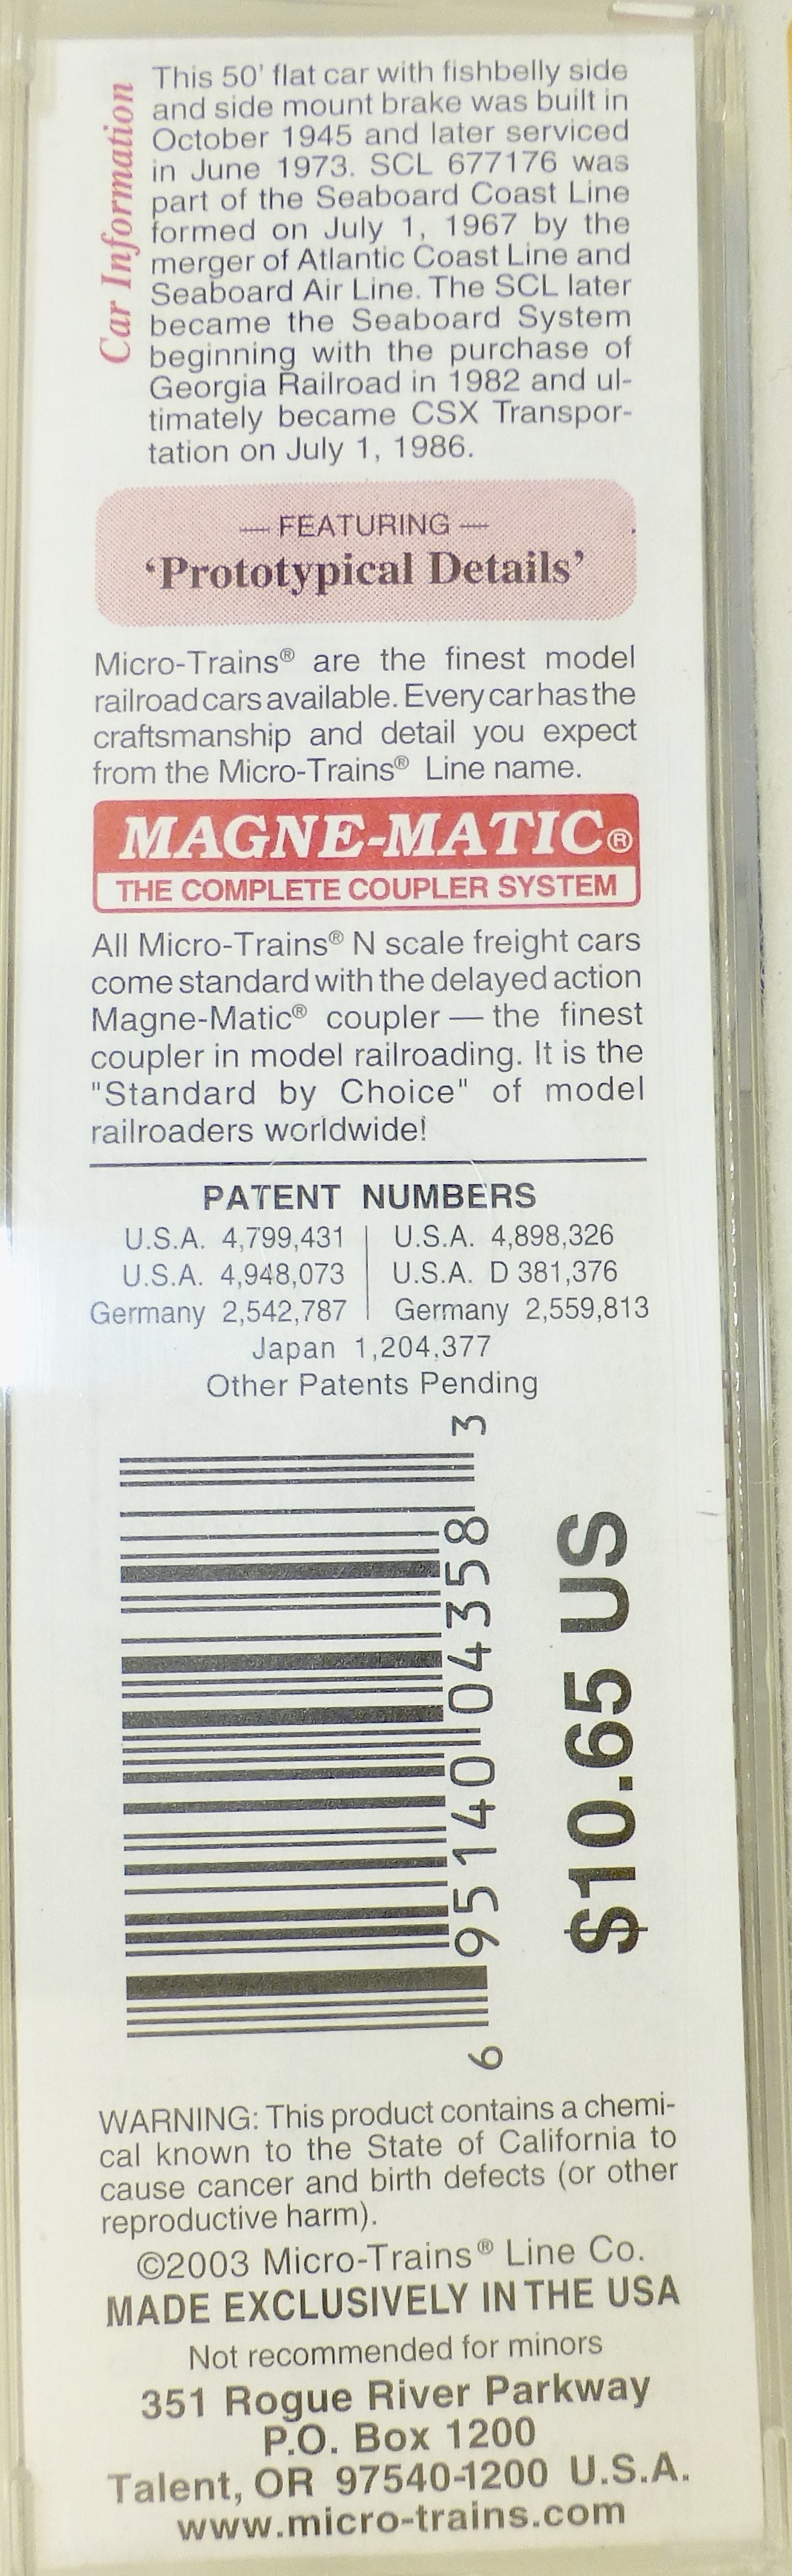 Car Information
This 50' flat car with fishbelly side
and side mount brake was built in
October 1945 and later serviced
in June 1973. SCL 677176 was
part of the Seaboard Coast Line
formed on July 1, 1967 by the
merger of Atlantic Coast Line and
Seaboard Air Line. The SCL later
became the Seaboard System
beginning with the purchase of
Georgia Railroad in 1982 and ul-
timately became CSX Transpor-
tation on July 1, 1986.
— FEATURING —
‘Prototypical Details’
Micro-Trains® are the finest model
railroad cars available. Every car has the
craftsmanship and detail you expect
from the Micro-Trains® Line name.
MAGNE-MATIC®
THE COMPLETE COUPLER SYSTEM
All Micro-Trains® N scale freight cars
come standard with the delayed action
Magne-Matic® coupler — the finest
coupler in model railroading. It is the
"Standard by Choice" of model
railroaders worldwide!
PATENT NUMBERS
U.S.A. 4,799,431 | U.S.A. 4,898,326
U.S.A. 4,948,073 | U.S.A. D 381,376
Germany 2,542,787 | Germany 2,559,813
Japan 1,204,377
Other Patents Pending
6 95140 04358 3
$10.65 US
WARNING: This product contains a chemi-
cal known to the State of California to
cause cancer and birth defects (or other
reproductive harm).
©2003 Micro-Trains® Line Co.
MADE EXCLUSIVELY IN THE USA
Not recommended for minors
351 Rogue River Parkway
P.O. Box 1200
Talent, OR 97540-1200 U.S.A.
www.micro-trains.com